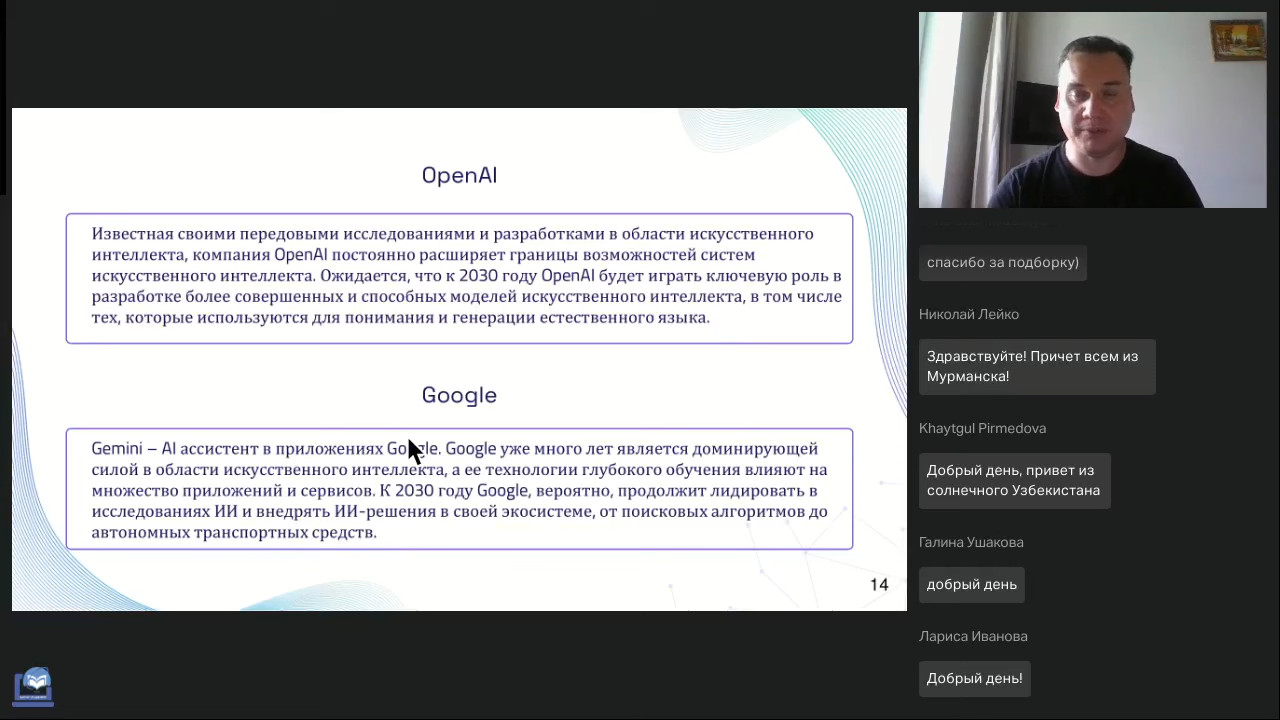 OpenAI
Известная своими передовыми исследованиями и разработками в области искусственного
интеллекта, компания OpenAI постоянно расширяет границы возможностей систем
искусственного интеллекта. Ожидается, что к 2030 году OpenAI будет играть ключевую роль в
разработке более совершенных и способных моделей искусственного интеллекта, в том числе
тех, которые используются для понимания и генерации естественного языка.
Google
Gemini – AI ассистент в приложениях Google. Google уже много лет является доминирующей
силой в области искусственного интеллекта, а ее технологии глубокого обучения влияют на
множество приложений и сервисов. К 2030 году Google, вероятно, продолжит лидировать в
исследованиях ИИ и внедрять ИИ-решения в своей экосистеме, от поисковых алгоритмов до
автономных транспортных средств.
14
спасибо за подборку)
Николай Лейко
Здравствуйте! Причет всем из
Мурманска!
Khaytgul Pirmedova
Добрый день, привет из
солнечного Узбекистана
Галина Ушакова
добрый день
Лариса Иванова
Добрый день!